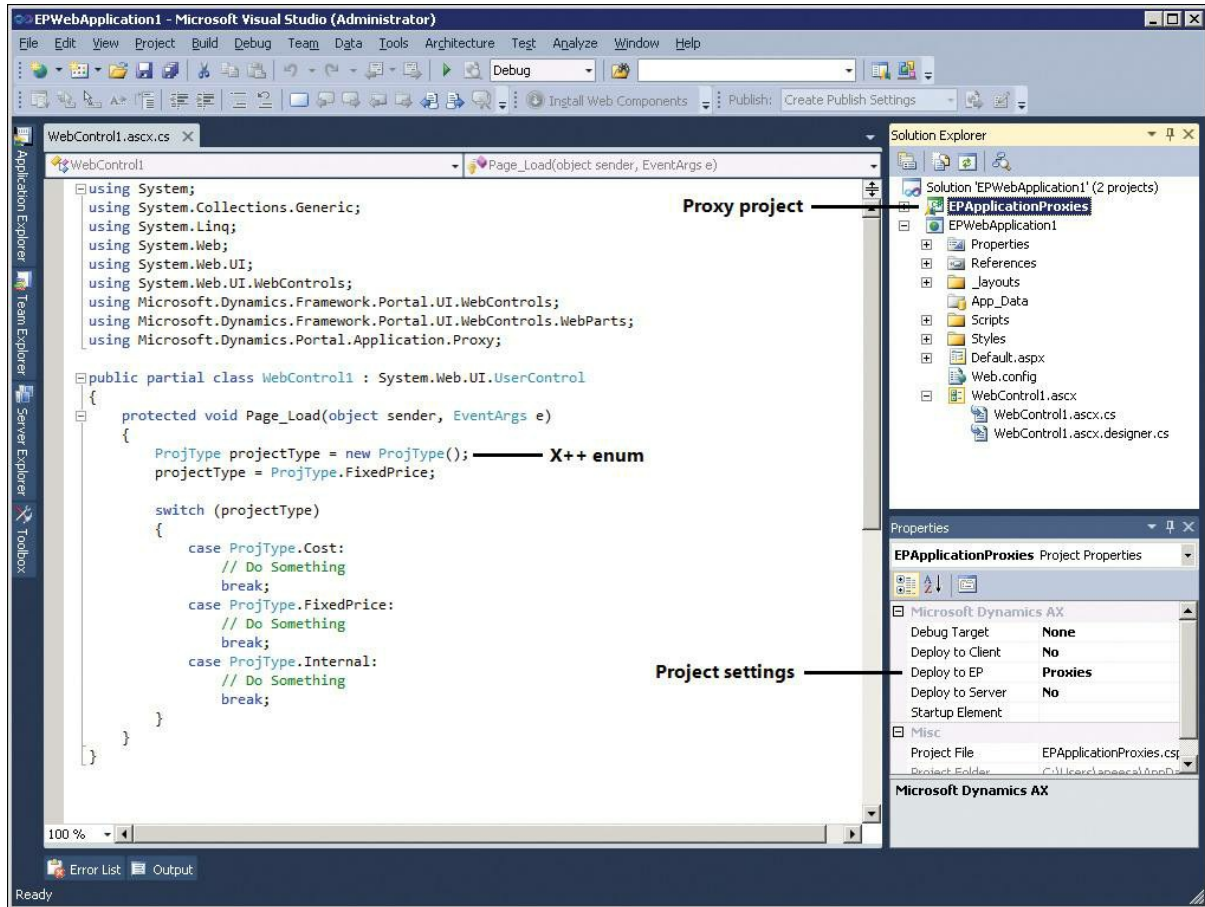 EPWebApplication1 - Microsoft Visual Studio (Administrator)
File Edit View Project Build Debug Team Data Tools Architecture Test Analyze Window Help
Debug
Install Web Components Publish: Create Publish Settings
Application Explorer
Team Explorer
Server Explorer
Toolbox
WebControl1.ascx.cs
WebControl1 Page_Load(object sender, EventArgs e)
using System;
using System.Collections.Generic;
using System.Linq;
using System.Web;
using System.Web.UI;
using System.Web.UI.WebControls;
using Microsoft.Dynamics.Framework.Portal.UI.WebControls;
using Microsoft.Dynamics.Framework.Portal.UI.WebControls.WebParts;
using Microsoft.Dynamics.Portal.Application.Proxy;
public partial class WebControl1 : System.Web.UI.UserControl
{
protected void Page_Load(object sender, EventArgs e)
{
ProjType projectType = new ProjType();
X++ enum
projectType = ProjType.FixedPrice;
switch (projectType)
{
case ProjType.Cost:
// Do Something
break;
case ProjType.FixedPrice:
// Do Something
break;
case ProjType.Internal:
// Do Something
break;
}
}
}
100 %
Solution Explorer
Solution 'EPWebApplication1' (2 projects)
Proxy project
EPApplicationProxies
EPWebApplication1
Properties
References
_layouts
App_Data
Scripts
Styles
Default.aspx
Web.config
WebControl1.ascx
WebControl1.ascx.cs
WebControl1.ascx.designer.cs
Properties
EPApplicationProxies Project Properties
Microsoft Dynamics AX
Debug Target None
Deploy to Client No
Project settings
Deploy to EP Proxies
Deploy to Server No
Startup Element
Misc
Project File EPApplicationProxies.csp
Project Folder
Microsoft Dynamics AX
Error List Output
Ready